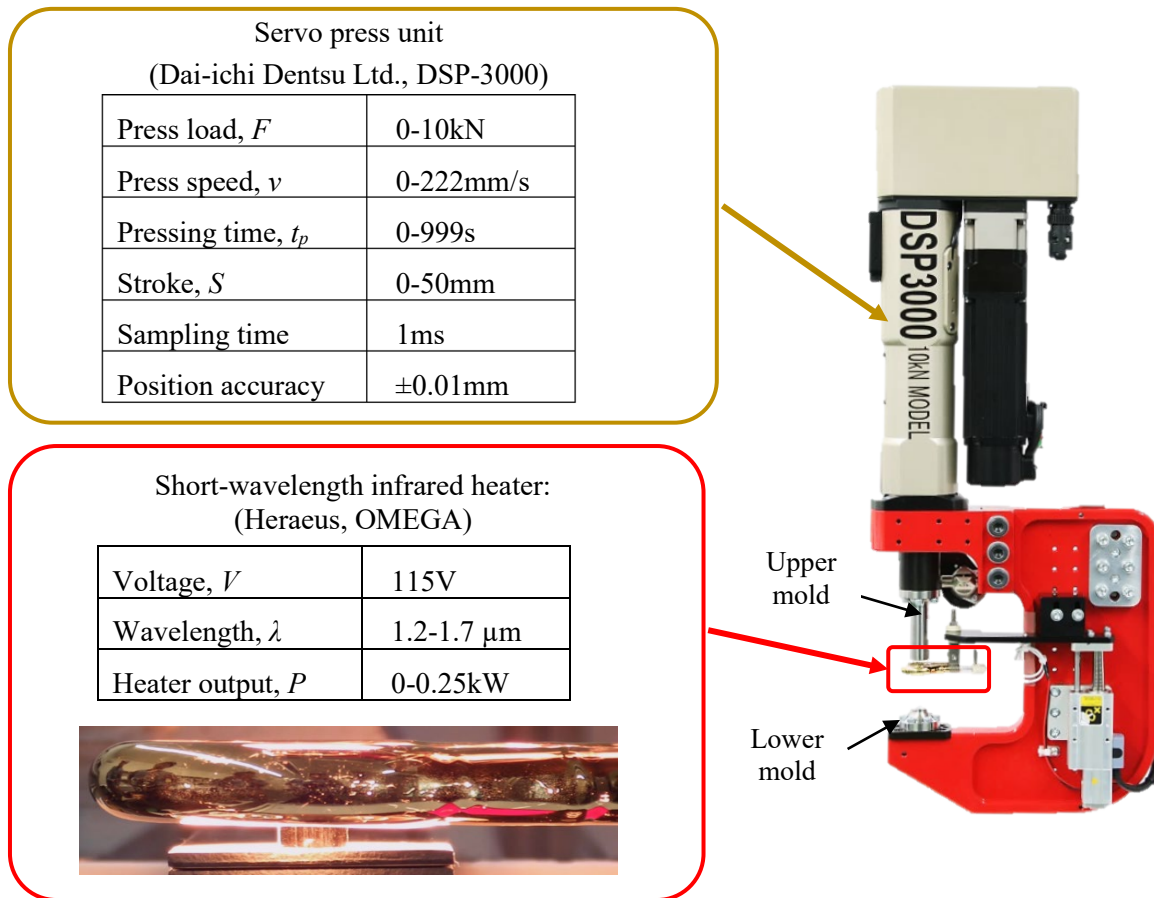 Servo press unit
(Dai-ichi Dentsu Ltd., DSP-3000)
Press load, F 0-10kN
Press speed, v 0-222mm/s
Pressing time, tp 0-999s
Stroke, S 0-50mm
Sampling time 1ms
Position accuracy ±0.01mm
Short-wavelength infrared heater:
(Heraeus, OMEGA)
Voltage, V 115V
Wavelength, λ 1.2-1.7 µm
Heater output, P 0-0.25kW
DSP3000
10kN MODEL
Upper
mold
Lower
mold